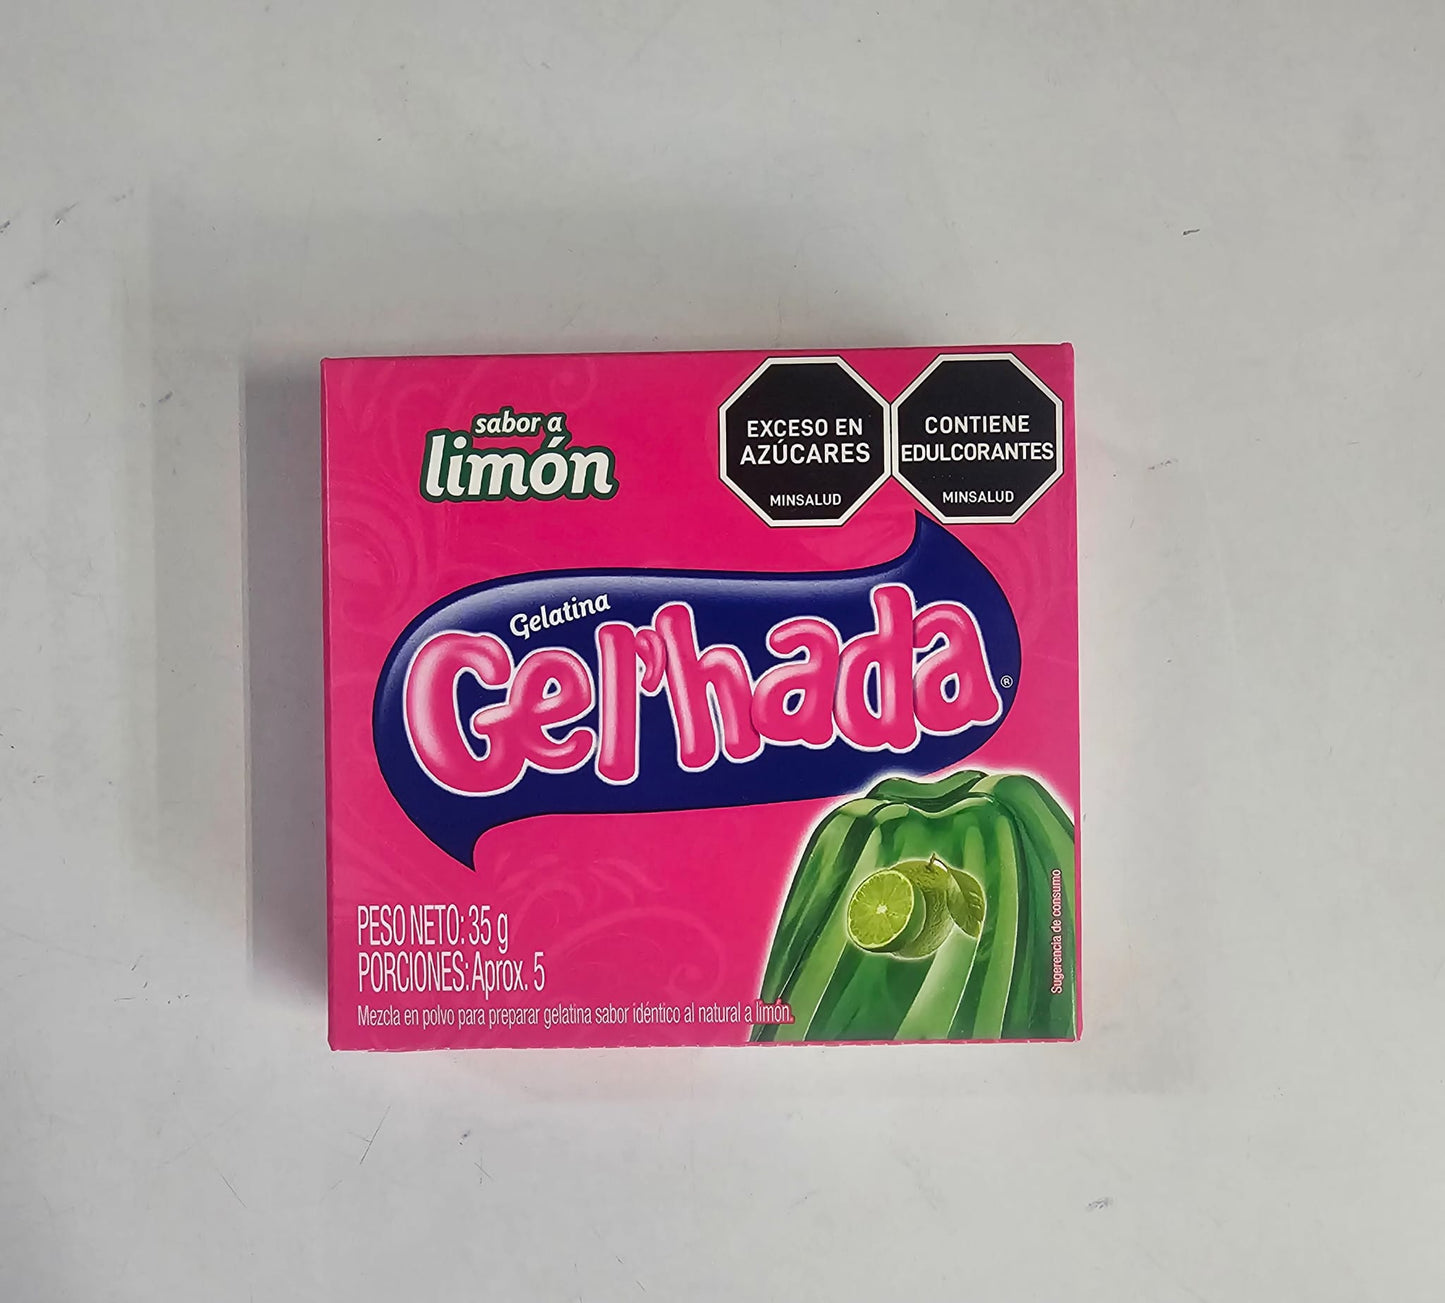 sabor a
limón
EXCESO EN
AZÚCARES
MINSALUD
CONTIENE
EDULCORANTES
MINSALUD
Gelatina
Gel'hada®
PESO NETO: 35 g
PORCIONES: Aprox. 5
Mezcla en polvo para preparar gelatina sabor idéntico al natural a limón.
Sugerencia de consumo